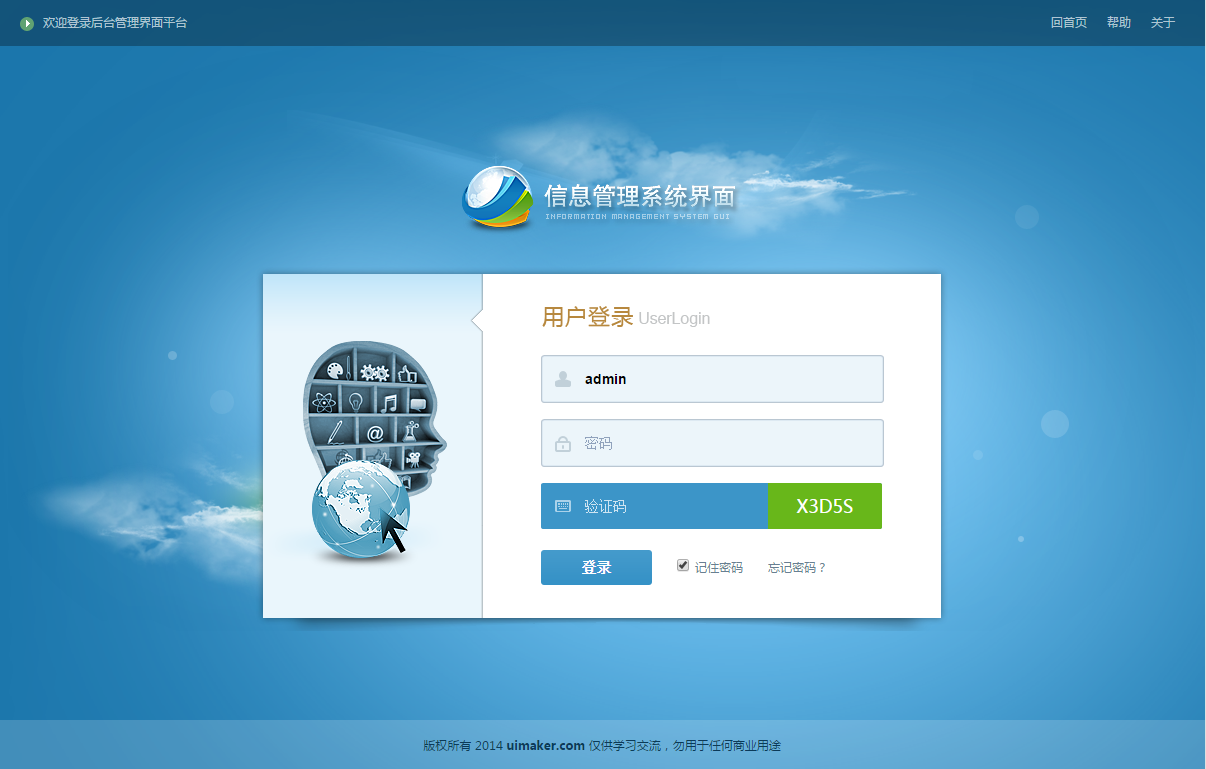 欢迎登录后台管理界面平台
回首页 帮助 关于
信息管理系统界面
INFORMATION MANAGEMENT SYSTEM GUI
用户登录 UserLogin
admin
密码
验证码 X3D5S
登录 记住密码 忘记密码？
@
版权所有 2014 uimaker.com 仅供学习交流，勿用于任何商业用途